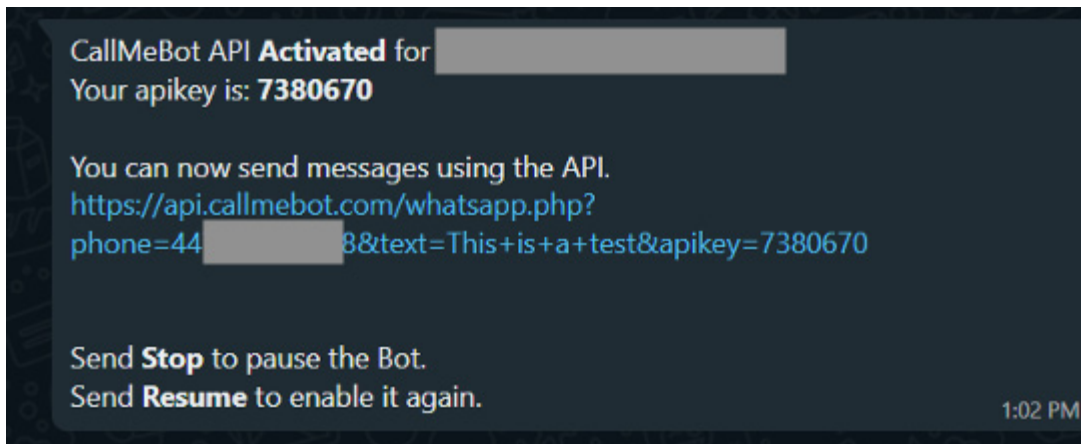 CallMeBot API Activated for
Your apikey is: 7380670
You can now send messages using the API.
https://api.callmebot.com/whatsapp.php?
phone=44 8&text=This+is+a+test&apikey=7380670
Send Stop to pause the Bot.
Send Resume to enable it again.
1:02 PM